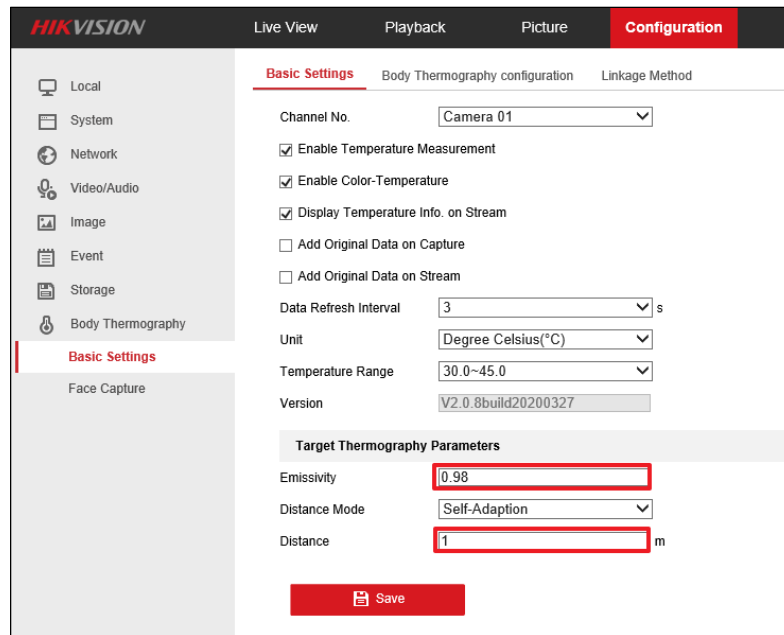 HIKVISION Live View Playback Picture Configuration
Basic Settings Body Thermography configuration Linkage Method
Local
System
Network
Video/Audio
Image
Event
Storage
Body Thermography
Basic Settings
Face Capture
Channel No. Camera 01
Enable Temperature Measurement
Enable Color-Temperature
Display Temperature Info. on Stream
Add Original Data on Capture
Add Original Data on Stream
Data Refresh Interval 3 s
Unit Degree Celsius(°C)
Temperature Range 30.0~45.0
Version V2.0.8build20200327
Target Thermography Parameters
Emissivity 0.98
Distance Mode Self-Adaption
Distance 1 m
Save